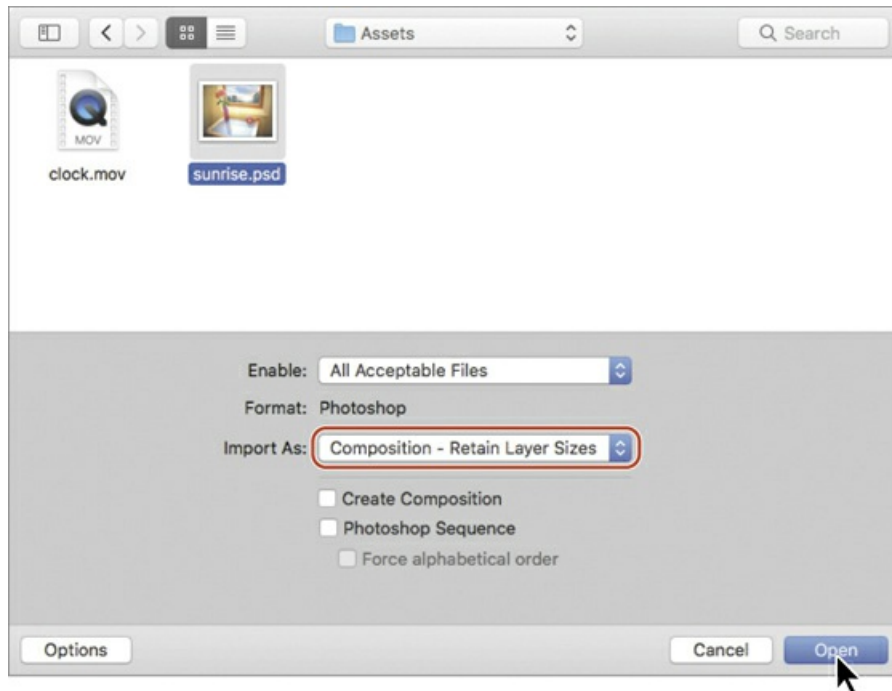 Assets
Search
MOV
clock.mov
sunrise.psd
Enable: All Acceptable Files
Format: Photoshop
Import As: Composition - Retain Layer Sizes
Create Composition
Photoshop Sequence
Force alphabetical order
Options
Cancel
Open